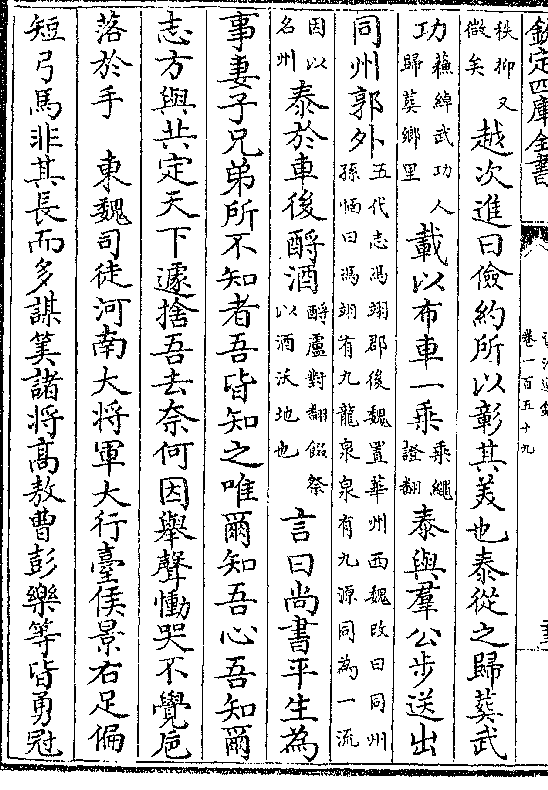 欽定四庫全書
卷一百五十九
秩抑又
僚矣
越次進曰儉約所以彰其美也泰從之歸葬武
功
蘇綽武功人
歸葬鄉里
載以布車一乘
乘繩
證翻
泰與羣公步送出
同州郭外
五代志馮翊郡後魏置華州西魏改曰同州
孫愐曰馮翊有九龍泉泉有九源同為一流
因以
名州
泰於車後酹酒
酹盧對翻餟祭
以酒沃地也
言曰尚書平生為
事妻子兄弟所不知者吾皆知之唯爾知吾心吾知爾
志方與共定天下遽捨吾去奈何因舉聲慟哭不覺巵
落於手 東魏司徒河南大將軍大行臺侯景右足偏
短弓馬非其長而多謀筭諸將高敖曹彭樂等皆勇冠